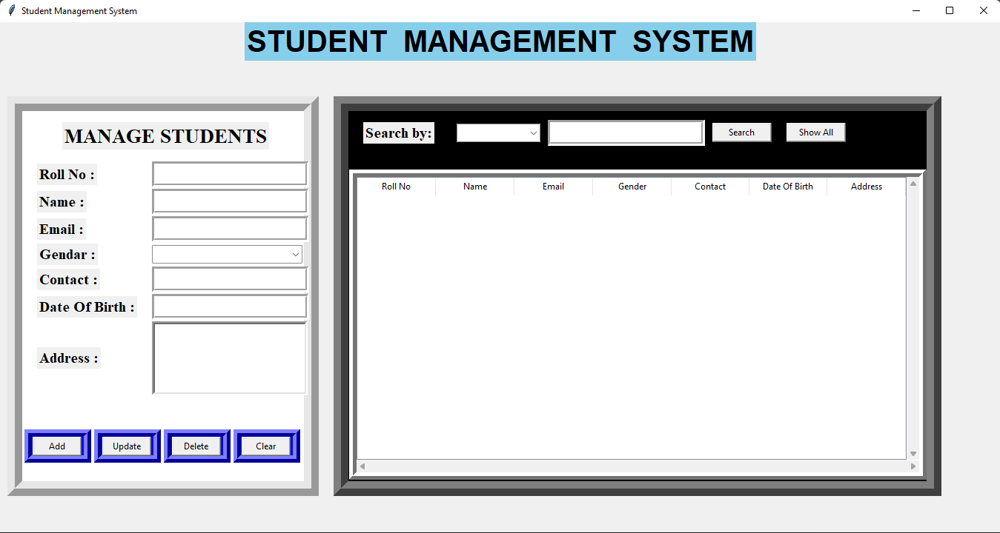 Student Management System
STUDENT MANAGEMENT SYSTEM
MANAGE STUDENTS
Roll No :
Name :
Email :
Gendar :
Contact :
Date Of Birth :
Address :
Add Update Delete Clear
Search by: Search Show All
Roll No Name Email Gender Contact Date Of Birth Address